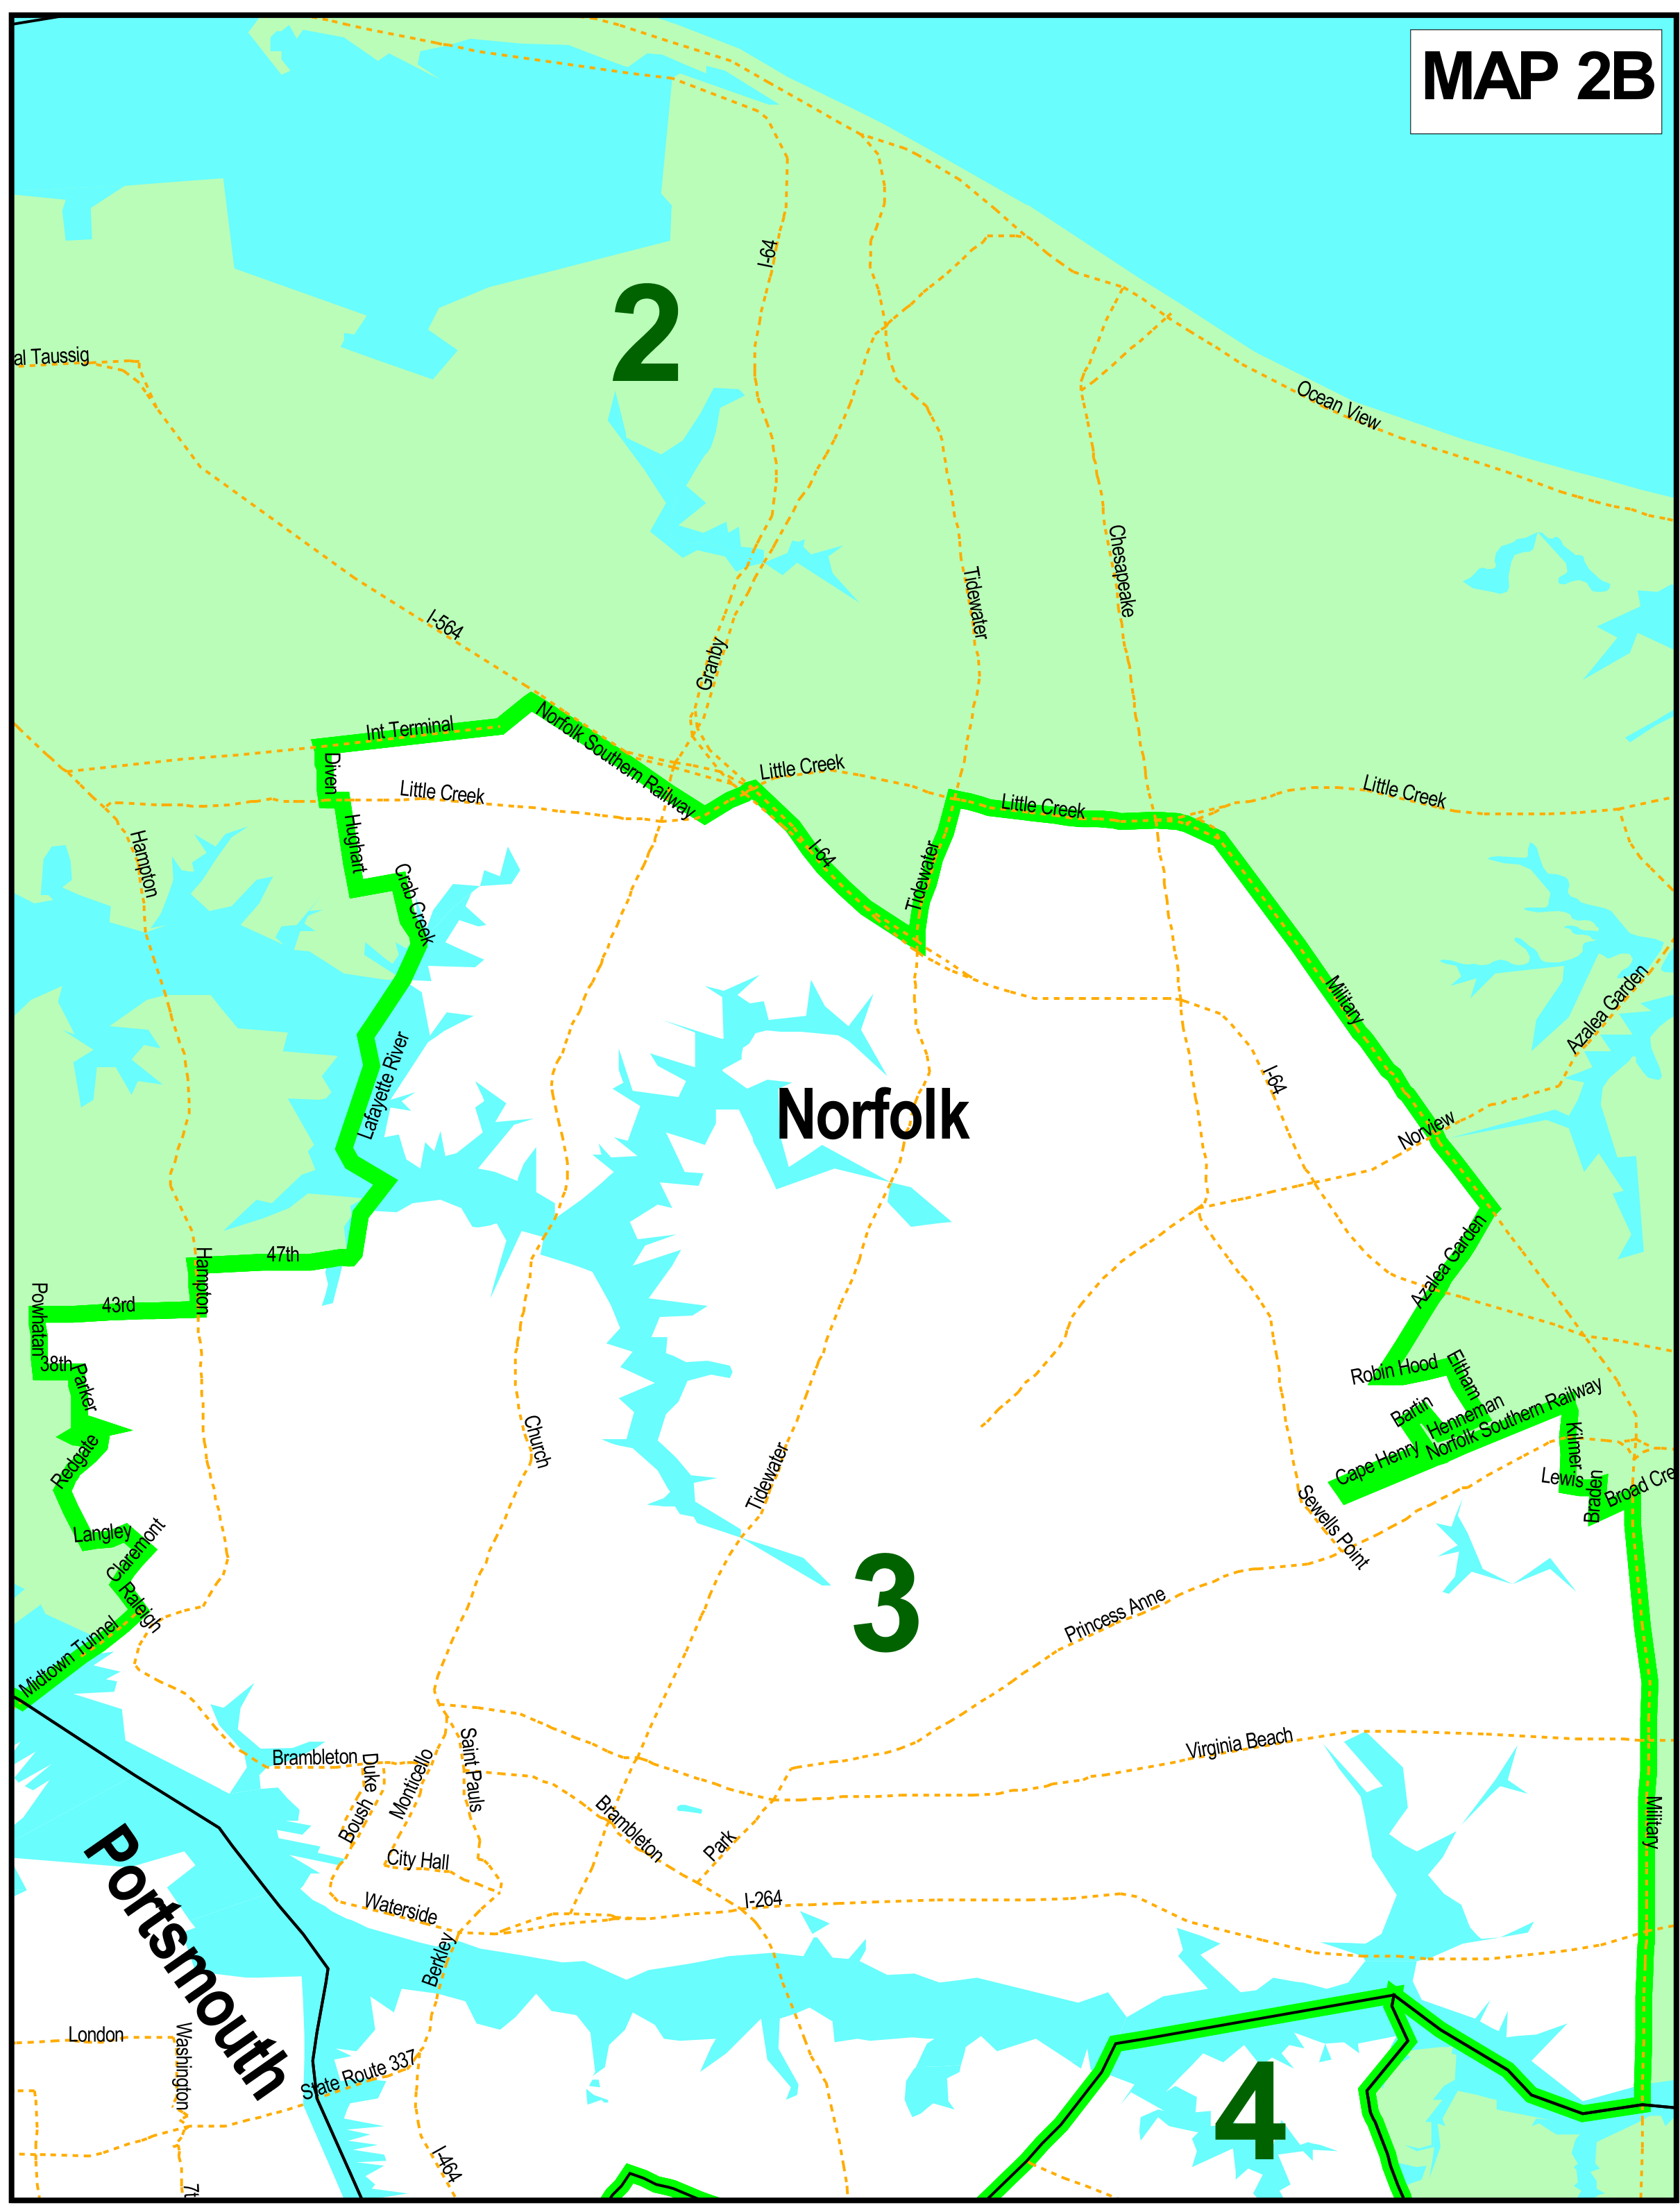 MAP 2B
I-64
2
al Taussig
Ocean View
Chesapeake
Tidewater
I-564
Granby
Int Terminal
Norfolk Southern Railway
Diven
Little Creek
Little Creek
Little Creek
Little Creek
Hughart
Hampton
I-64
Tidewater
Crab Creek
Military
Azalea Garden
Lafayette River
I-64
Norfolk
Norview
47th
Hampton
Azalea Garden
Powhatan
43rd
38th
Parker
Robin Hood
Eltham
Bartin
Henneman
Norfolk Southern Railway
Cape Henry
Kilmer
Lewis
Braden
Broad Cre
Redgate
Church
Tidewater
Sewells Point
Langley
Claremont
Raleigh
3
Princess Anne
Midtown Tunnel
Virginia Beach
Brambleton
Duke
Monticello
Saint Pauls
Boush
Brambleton
Park
Military
City Hall
Portsmouth
Waterside
I-264
Berkley
London
Washington
State Route 337
4
I-464
7t